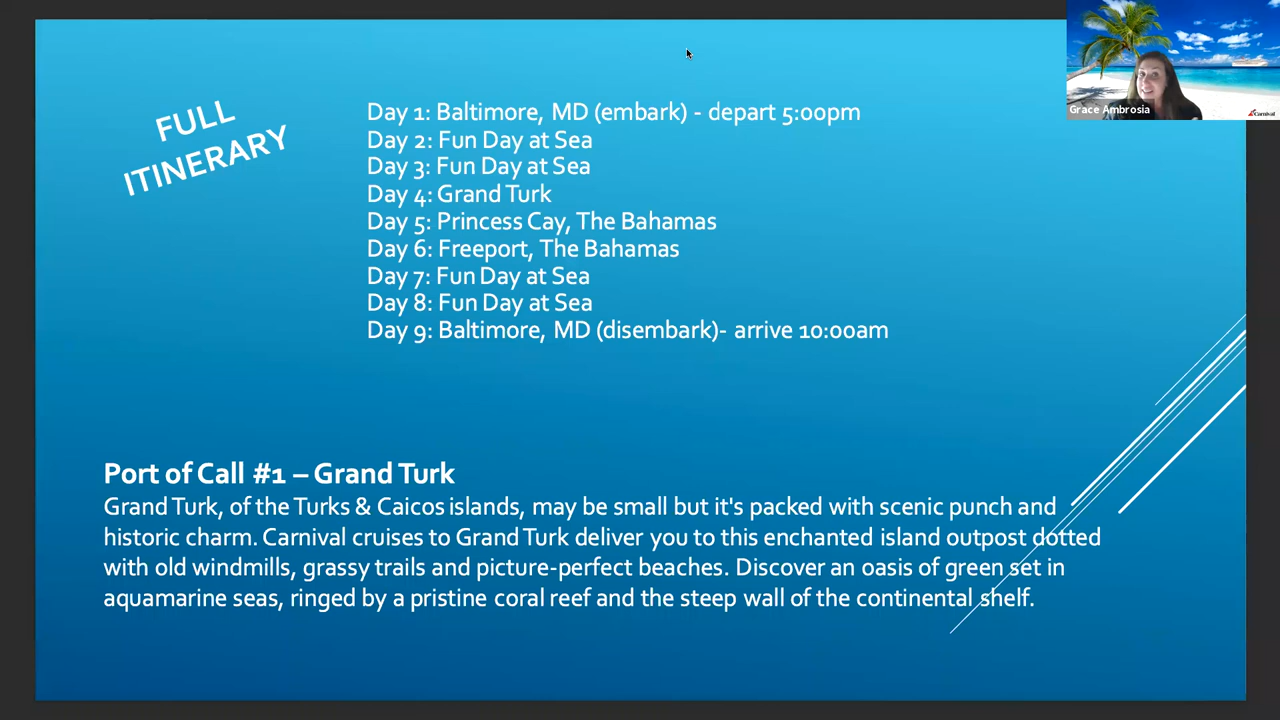 FULL
ITINERARY
Day 1: Baltimore, MD (embark) - depart 5:00pm
Day 2: Fun Day at Sea
Day 3: Fun Day at Sea
Day 4: Grand Turk
Day 5: Princess Cay, The Bahamas
Day 6: Freeport, The Bahamas
Day 7: Fun Day at Sea
Day 8: Fun Day at Sea
Day 9: Baltimore, MD (disembark)- arrive 10:00am
Port of Call #1 – Grand Turk
Grand Turk, of the Turks & Caicos islands, may be small but it's packed with scenic punch and
historic charm. Carnival cruises to Grand Turk deliver you to this enchanted island outpost dotted
with old windmills, grassy trails and picture-perfect beaches. Discover an oasis of green set in
aquamarine seas, ringed by a pristine coral reef and the steep wall of the continental shelf.
Grace Ambrosia
Carnival